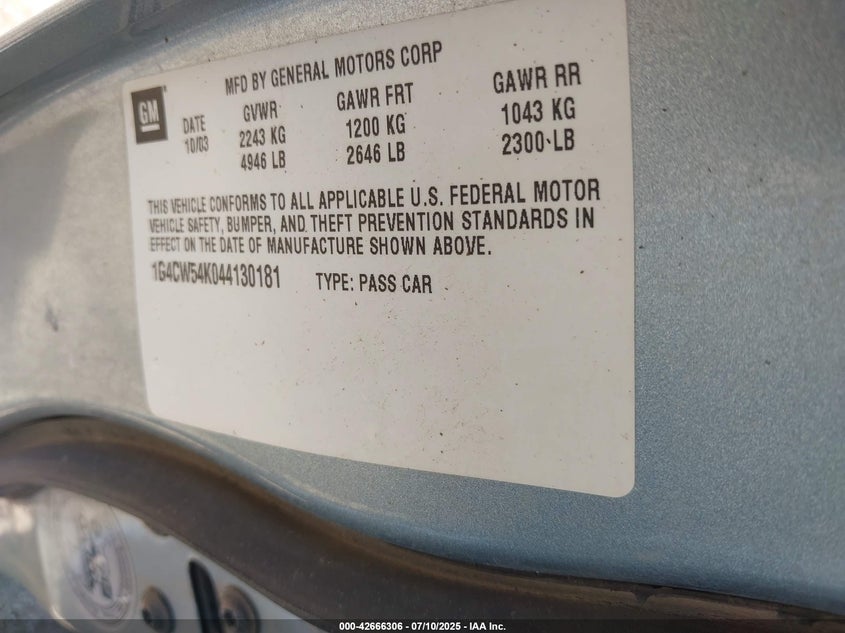 MFD BY GENERAL MOTORS CORP
GM
DATE GVWR GAWR FRT GAWR RR
10/03 2243 KG 1200 KG 1043 KG
4946 LB 2646 LB 2300 LB
THIS VEHICLE CONFORMS TO ALL APPLICABLE U.S. FEDERAL MOTOR
VEHICLE SAFETY, BUMPER, AND THEFT PREVENTION STANDARDS IN
EFFECT ON THE DATE OF MANUFACTURE SHOWN ABOVE.
1G4CW54K044130181 TYPE: PASS CAR
000-42666306 - 07/10/2025 - IAA Inc.